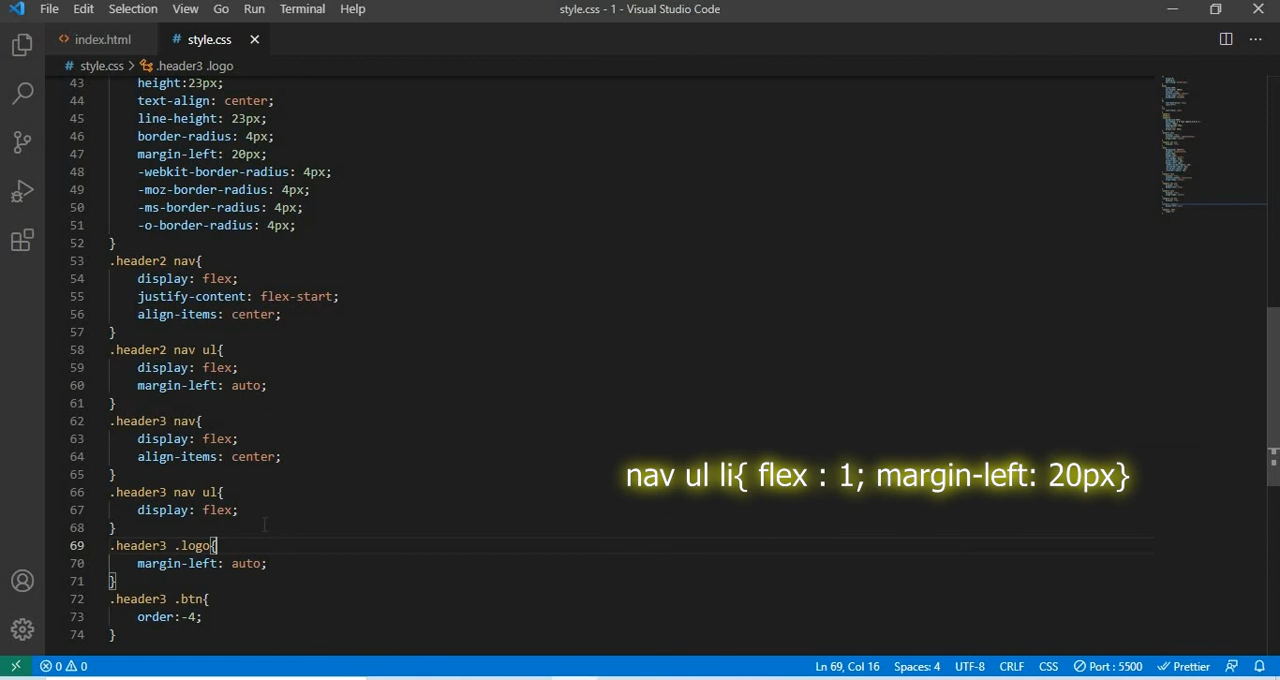 File Edit Selection View Go Run Terminal Help style.css - 1 - Visual Studio Code
index.html # style.css
# style.css > .header3 .logo
43 height:23px;
44 text-align: center;
45 line-height: 23px;
46 border-radius: 4px;
47 margin-left: 20px;
48 -webkit-border-radius: 4px;
49 -moz-border-radius: 4px;
50 -ms-border-radius: 4px;
51 -o-border-radius: 4px;
52 }
53 .header2 nav{
54 display: flex;
55 justify-content: flex-start;
56 align-items: center;
57 }
58 .header2 nav ul{
59 display: flex;
60 margin-left: auto;
61 }
62 .header3 nav{
63 display: flex;
64 align-items: center;
65 }
66 .header3 nav ul{
67 display: flex;
68 }
69 .header3 .logo{
70 margin-left: auto;
71 }
72 .header3 .btn{
73 order:-4;
74 }
nav ul li{ flex : 1; margin-left: 20px}
0 0 Ln 69, Col 16 Spaces: 4 UTF-8 CRLF CSS Port : 5500 Prettier